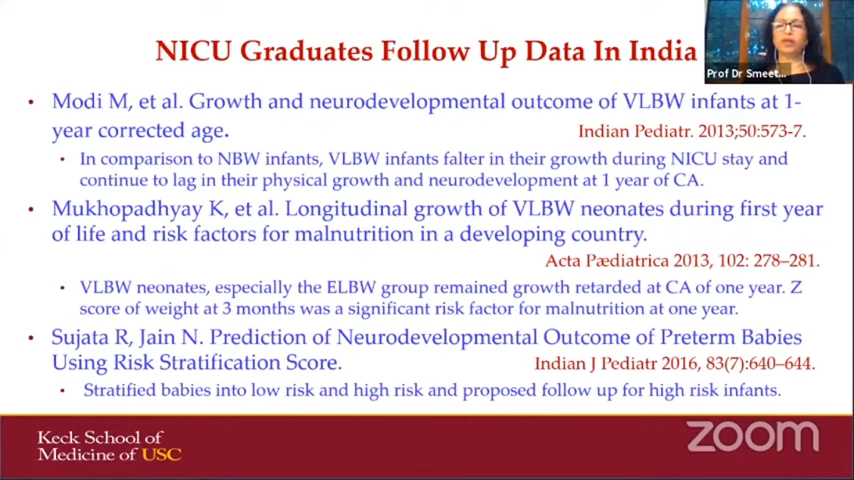 NICU Graduates Follow Up Data In India
Prof Dr Smeet...
• Modi M, et al. Growth and neurodevelopmental outcome of VLBW infants at 1-
year corrected age.
Indian Pediatr. 2013;50:573-7.
• In comparison to NBW infants, VLBW infants falter in their growth during NICU stay and
continue to lag in their physical growth and neurodevelopment at 1 year of CA.
• Mukhopadhyay K, et al. Longitudinal growth of VLBW neonates during first year
of life and risk factors for malnutrition in a developing country.
Acta Pædiatrica 2013, 102: 278–281.
• VLBW neonates, especially the ELBW group remained growth retarded at CA of one year. Z
score of weight at 3 months was a significant risk factor for malnutrition at one year.
• Sujata R, Jain N. Prediction of Neurodevelopmental Outcome of Preterm Babies
Using Risk Stratification Score.
Indian J Pediatr 2016, 83(7):640–644.
• Stratified babies into low risk and high risk and proposed follow up for high risk infants.
Keck School of
Medicine of USC
zoom